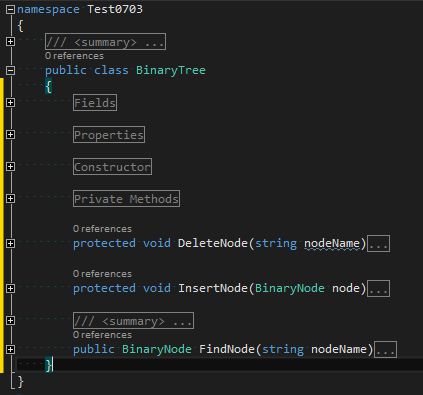 namespace Test0703
{
/// <summary> ...
0 references
public class BinaryTree
{
Fields
Properties
Constructor
Private Methods
0 references
protected void DeleteNode(string nodeName)...
0 references
protected void InsertNode(BinaryNode node)...
/// <summary> ...
0 references
public BinaryNode FindNode(string nodeName)...
}
}